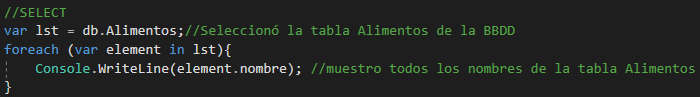 //SELECT
var lst = db.Alimentos;//Seleccionó la tabla Alimentos de la BBDD
foreach (var element in lst){
    Console.WriteLine(element.nombre); //muestro todos los nombres de la tabla Alimentos
}